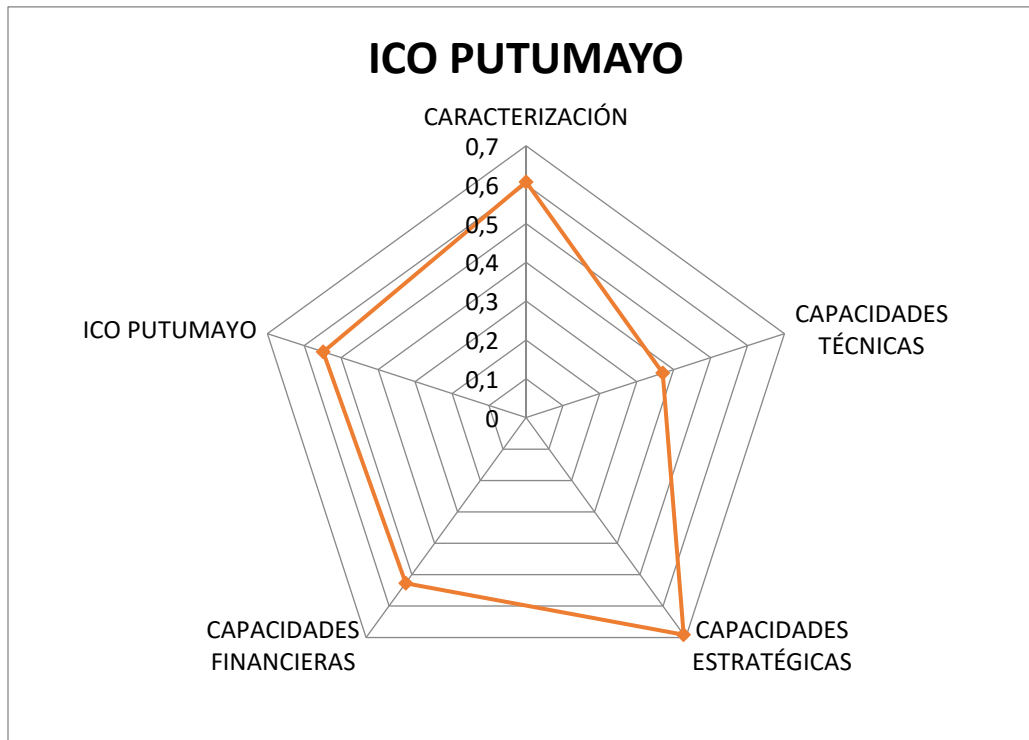 ICO PUTUMAYO
CARACTERIZACIÓN
0,7
0,6
0,5
0,4
0,3
0,2
0,1
0
CAPACIDADES
TÉCNICAS
ICO PUTUMAYO
CAPACIDADES
FINANCIERAS
CAPACIDADES
ESTRATÉGICAS